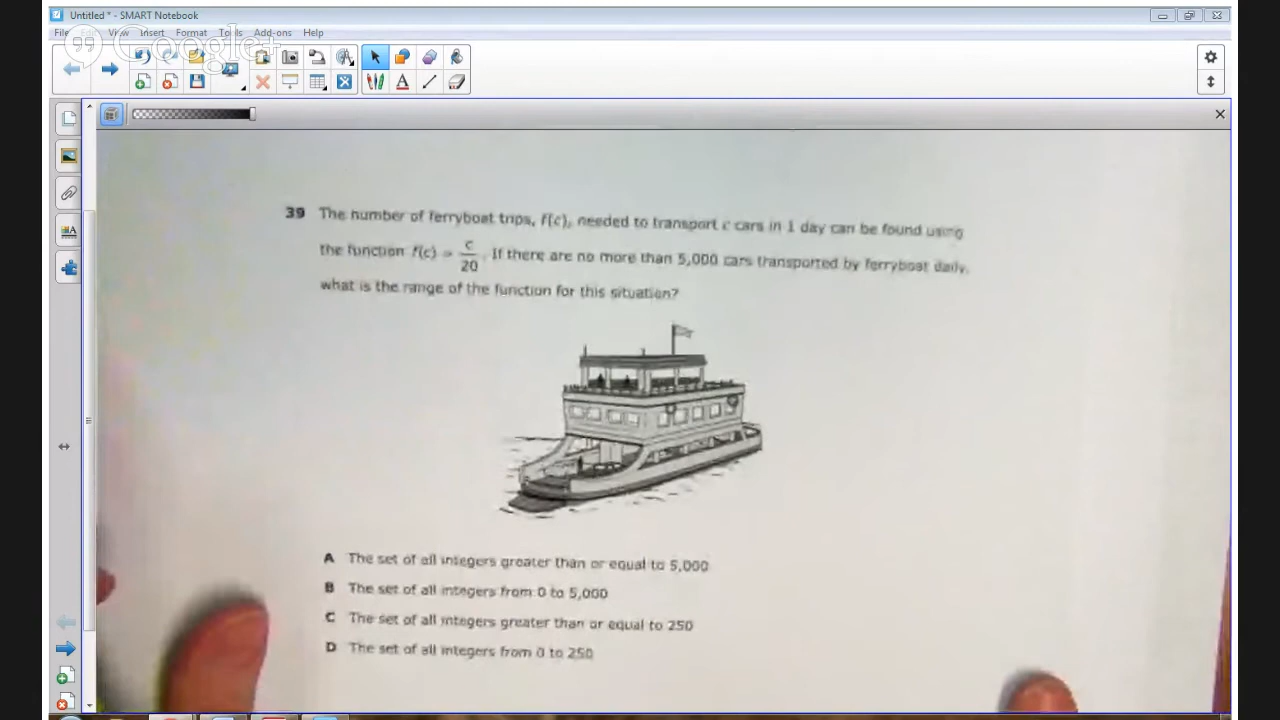 Untitled * - SMART Notebook
File Edit View Insert Format Tools Add-ons Help
Google+
39 The number of ferryboat trips, f(c), needed to transport c cars in 1 day can be found using
the function f(c) = c/20. If there are no more than 5,000 cars transported by ferryboat daily,
what is the range of the function for this situation?
A The set of all integers greater than or equal to 5,000
B The set of all integers from 0 to 5,000
C The set of all integers greater than or equal to 250
D The set of all integers from 0 to 250